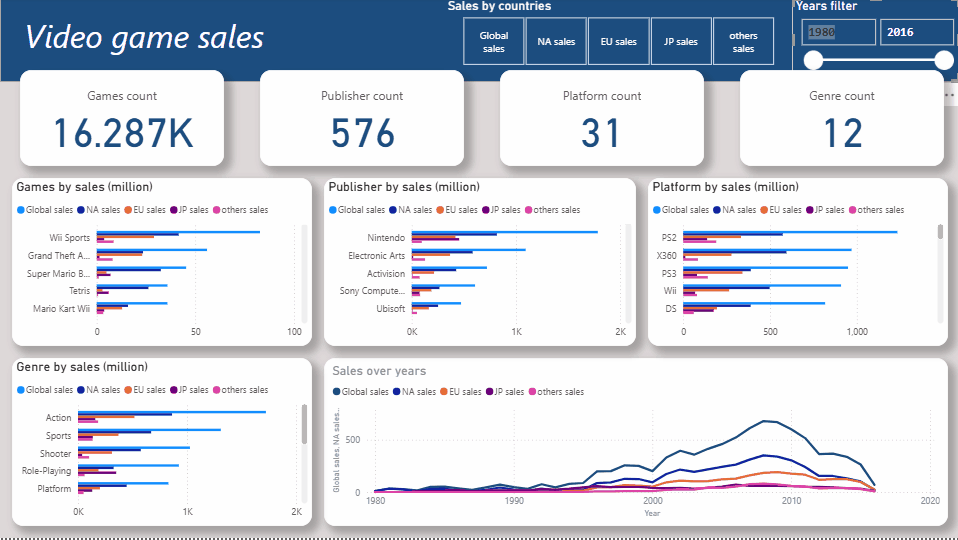 Sales by countries
Years filter
Video game sales
Global sales
NA sales
EU sales
JP sales
others sales
1980
2016
Games count
16.287K
Publisher count
576
Platform count
31
Genre count
12
Games by sales (million)
Global sales NA sales EU sales JP sales others sales
Wii Sports
Grand Theft A...
Super Mario B...
Tetris
Mario Kart Wii
0 50 100
Publisher by sales (million)
Global sales NA sales EU sales JP sales others sales
Nintendo
Electronic Arts
Activision
Sony Compute...
Ubisoft
0K 1K 2K
Platform by sales (million)
Global sales NA sales EU sales JP sales others sales
PS2
X360
PS3
Wii
DS
0 500 1,000
Genre by sales (million)
Global sales NA sales EU sales JP sales others sales
Action
Sports
Shooter
Role-Playing
Platform
0K 1K 2K
Sales over years
Global sales NA sales EU sales JP sales others sales
Global sales, NA sales...
500
0
1980 1990 2000 2010 2020
Year